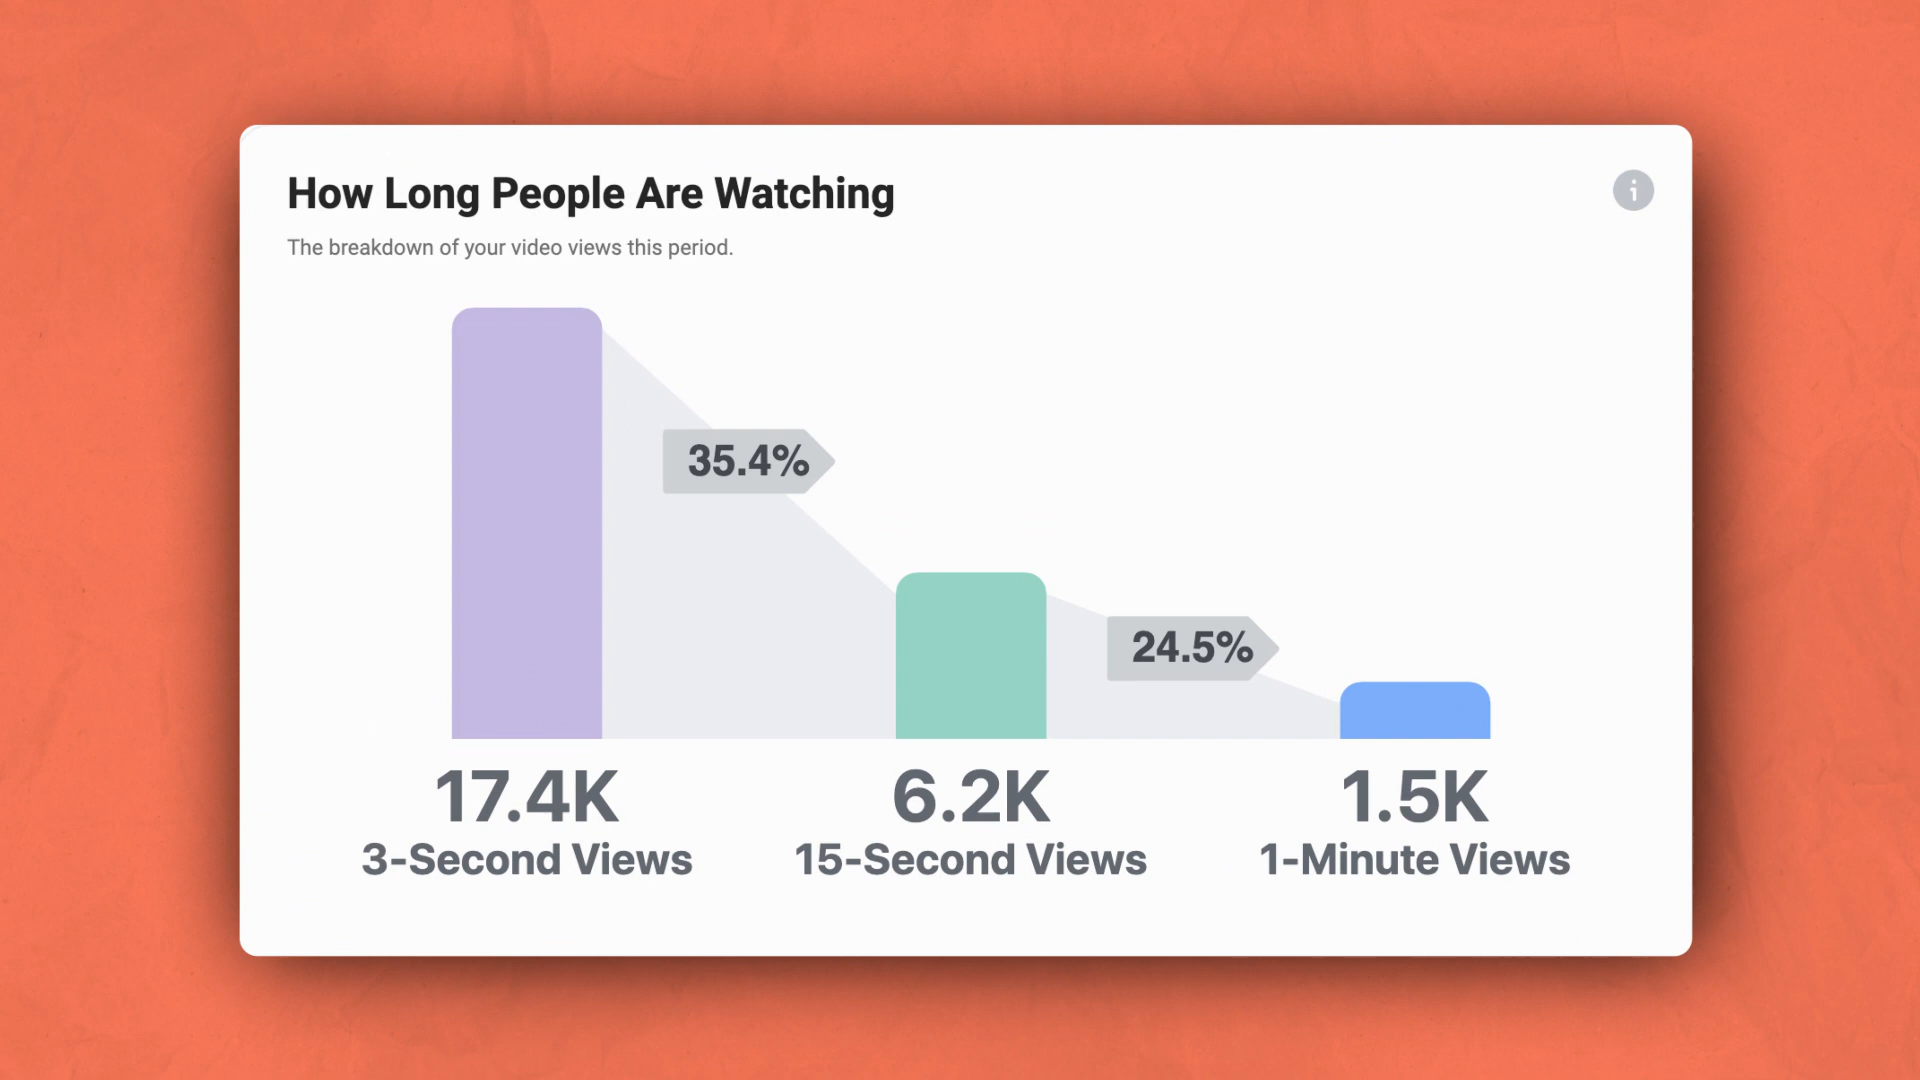 How Long People Are Watching
The breakdown of your video views this period.
35.4%
24.5%
17.4K 6.2K 1.5K
3-Second Views 15-Second Views 1-Minute Views